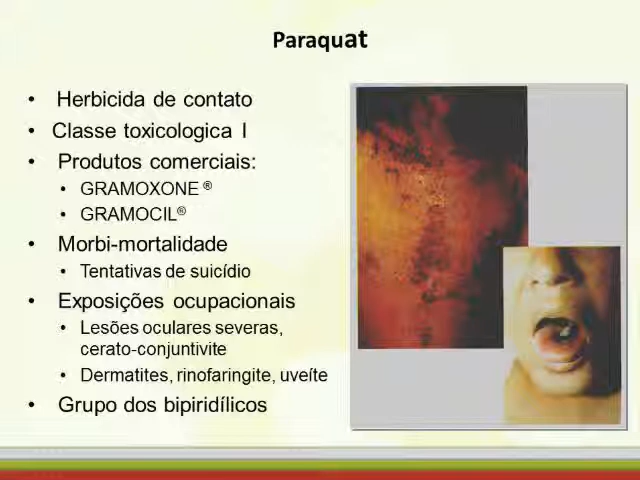 Paraquat
• Herbicida de contato
• Classe toxicologica I
• Produtos comerciais:
• GRAMOXONE ®
• GRAMOCIL®
• Morbi-mortalidade
• Tentativas de suicídio
• Exposições ocupacionais
• Lesões oculares severas,
cerato-conjuntivite
• Dermatites, rinofaringite, uveíte
• Grupo dos bipiridílicos